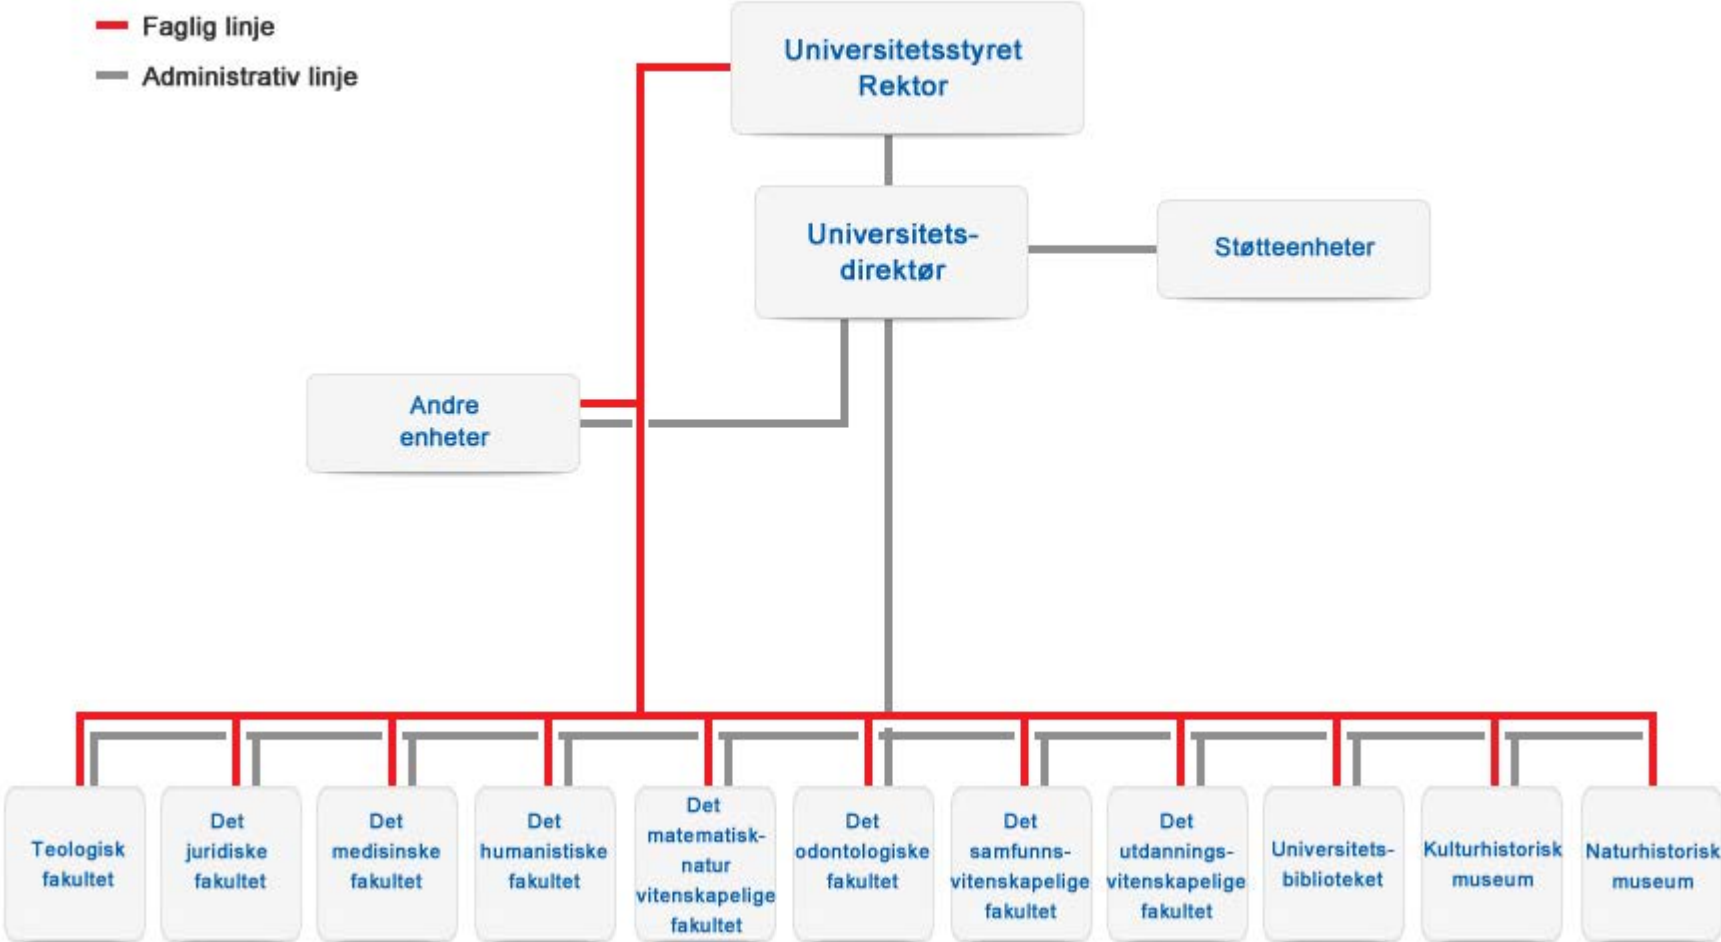 Faglig linje
Administrativ linje
Universitetsstyret
Rektor
Universitets-
direktør
Støtteenheter
Andre
enheter
Teologisk
fakultet
Det
juridiske
fakultet
Det
medisinske
fakultet
Det
humanistiske
fakultet
Det
matematisk-
natur
vitenskapelige
fakultet
Det
odontologiske
fakultet
Det
samfunns-
vitenskapelige
fakultet
Det
utdannings-
vitenskapelige
fakultet
Universitets-
biblioteket
Kulturhistorisk
museum
Naturhistorisk
museum